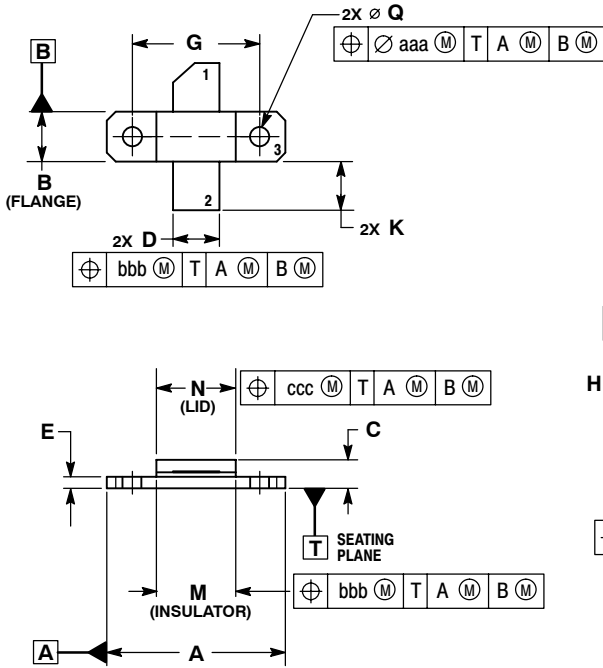 2X ⌀ Q
⌖ ⌀ aaa Ⓜ T A Ⓜ B Ⓜ
G
B
1
3
B
(FLANGE)
2
2X K
2X D
⌖ bbb Ⓜ T A Ⓜ B Ⓜ
N
(LID)
⌖ ccc Ⓜ T A Ⓜ B Ⓜ
H
E
C
T SEATING
PLANE
M
(INSULATOR)
⌖ bbb Ⓜ T A Ⓜ B Ⓜ
A
A